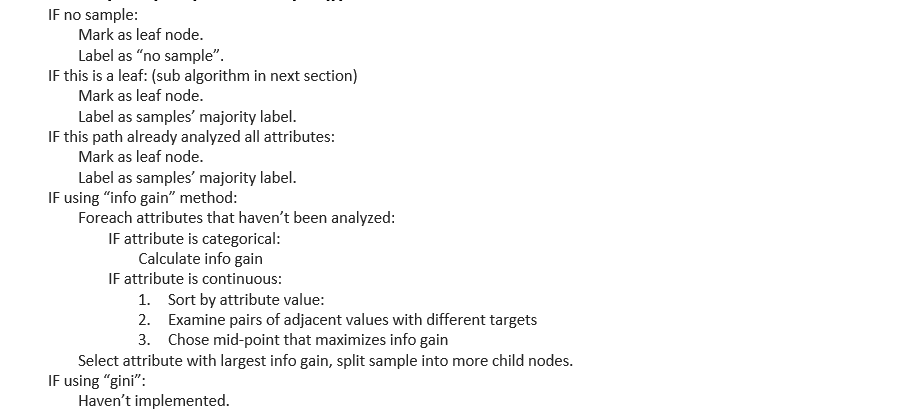 IF no sample:
Mark as leaf node.
Label as “no sample”.
IF this is a leaf: (sub algorithm in next section)
Mark as leaf node.
Label as samples’ majority label.
IF this path already analyzed all attributes:
Mark as leaf node.
Label as samples’ majority label.
IF using “info gain” method:
Foreach attributes that haven’t been analyzed:
IF attribute is categorical:
Calculate info gain
IF attribute is continuous:
1. Sort by attribute value:
2. Examine pairs of adjacent values with different targets
3. Chose mid-point that maximizes info gain
Select attribute with largest info gain, split sample into more child nodes.
IF using “gini”:
Haven’t implemented.